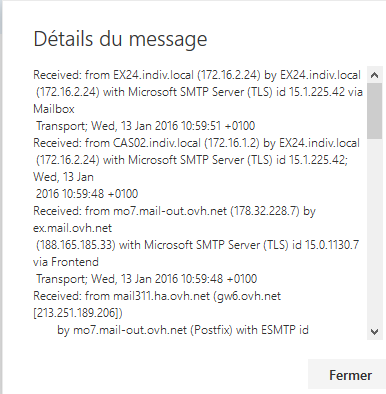 Détails du message
Received: from EX24.indiv.local (172.16.2.24) by EX24.indiv.local
(172.16.2.24) with Microsoft SMTP Server (TLS) id 15.1.225.42 via
Mailbox
Transport; Wed, 13 Jan 2016 10:59:51 +0100
Received: from CAS02.indiv.local (172.16.1.2) by EX24.indiv.local
(172.16.2.24) with Microsoft SMTP Server (TLS) id 15.1.225.42;
Wed, 13 Jan
2016 10:59:48 +0100
Received: from mo7.mail-out.ovh.net (178.32.228.7) by
ex.mail.ovh.net
(188.165.185.33) with Microsoft SMTP Server (TLS) id 15.0.1130.7
via Frontend
Transport; Wed, 13 Jan 2016 10:59:48 +0100
Received: from mail311.ha.ovh.net (gw6.ovh.net
[213.251.189.206])
by mo7.mail-out.ovh.net (Postfix) with ESMTP id
Fermer